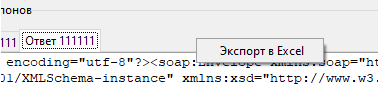 понов
111
Ответ 111111
Экспорт в Excel
encoding="utf-8"?><soap:Envelope xmlns:soap="ht
01/XMLSchema-instance" xmlns:xsd="http://www.w3.